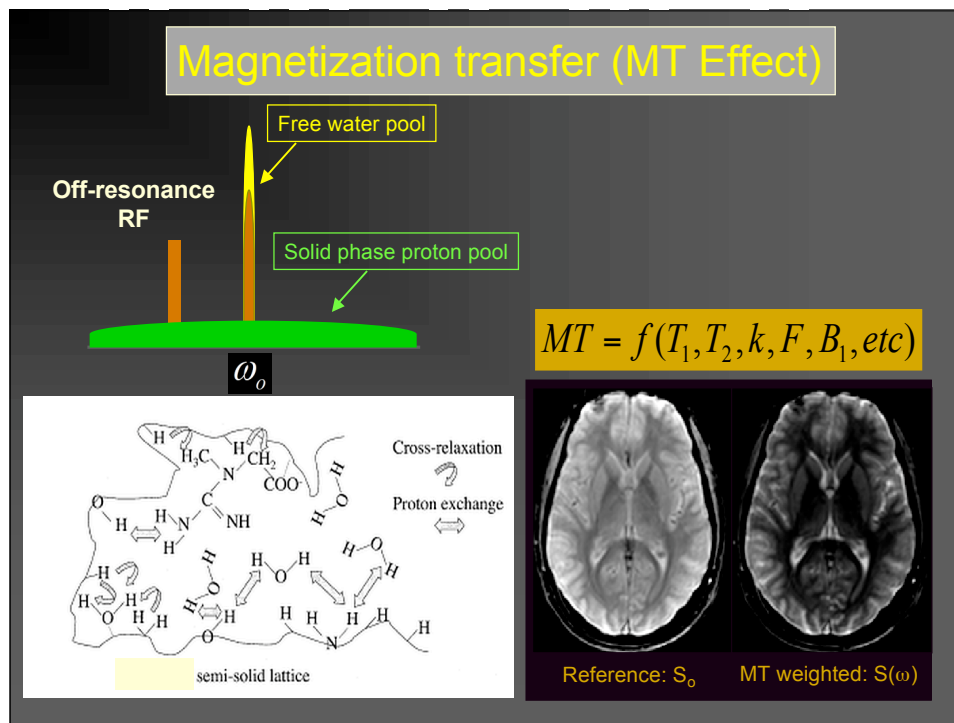 Magnetization transfer (MT Effect)
Free water pool
Off-resonance
RF
Solid phase proton pool
ω₀
MT = f(T₁,T₂,k,F,B₁,etc)
H
H₃C
H
CH₂
N
COO⁻
Cross-relaxation
Proton exchange
H
O
H
O
H
H
N
H
NH
H
H
O
H
H
O
H
H
O
H
H
H
O
H
H
H
H
O
H
H
N
H
H
semi-solid lattice
Reference: Sₒ
MT weighted: S(ω)